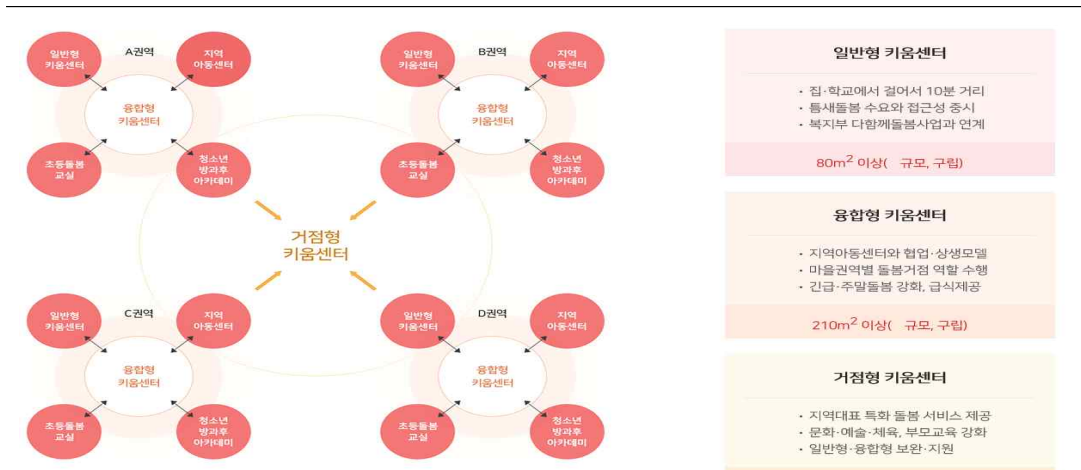 A권역
일반형
키움센터
지역
아동센터
융합형
키움센터
초등돌봄
교실
청소년
방과후
아카데미
B권역
일반형
키움센터
지역
아동센터
융합형
키움센터
초등돌봄
교실
청소년
방과후
아카데미
거점형
키움센터
C권역
일반형
키움센터
지역
아동센터
융합형
키움센터
초등돌봄
교실
청소년
방과후
아카데미
D권역
일반형
키움센터
지역
아동센터
융합형
키움센터
초등돌봄
교실
청소년
방과후
아카데미
일반형 키움센터
• 집·학교에서 걸어서 10분 거리
• 틈새돌봄 수요와 접근성 중시
• 복지부 다함께돌봄사업과 연계
80m² 이상( 규모, 구립)
융합형 키움센터
• 지역아동센터와 협업·상생모델
• 마을권역별 돌봄거점 역할 수행
• 긴급·주말돌봄 강화, 급식제공
210m² 이상( 규모, 구립)
거점형 키움센터
• 지역대표 특화 돌봄 서비스 제공
• 문화·예술·체육, 부모교육 강화
• 일반형·융합형 보완·지원